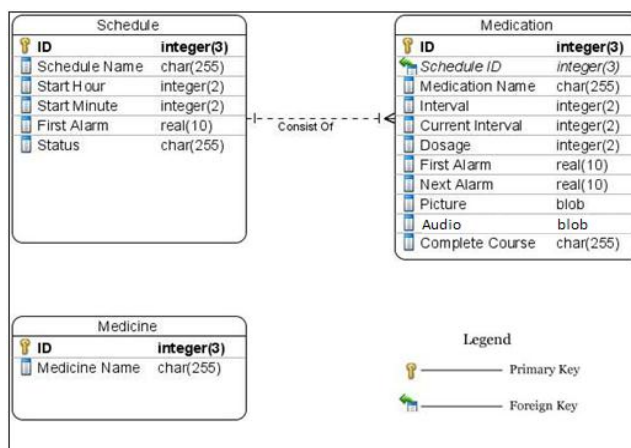 Schedule
ID integer(3)
Schedule Name char(255)
Start Hour integer(2)
Start Minute integer(2)
First Alarm real(10)
Status char(255)
Consist Of
Medication
ID integer(3)
Schedule ID integer(3)
Medication Name char(255)
Interval integer(2)
Current Interval integer(2)
Dosage integer(2)
First Alarm real(10)
Next Alarm real(10)
Picture blob
Audio blob
Complete Course char(255)
Medicine
ID integer(3)
Medicine Name char(255)
Legend
Primary Key
Foreign Key